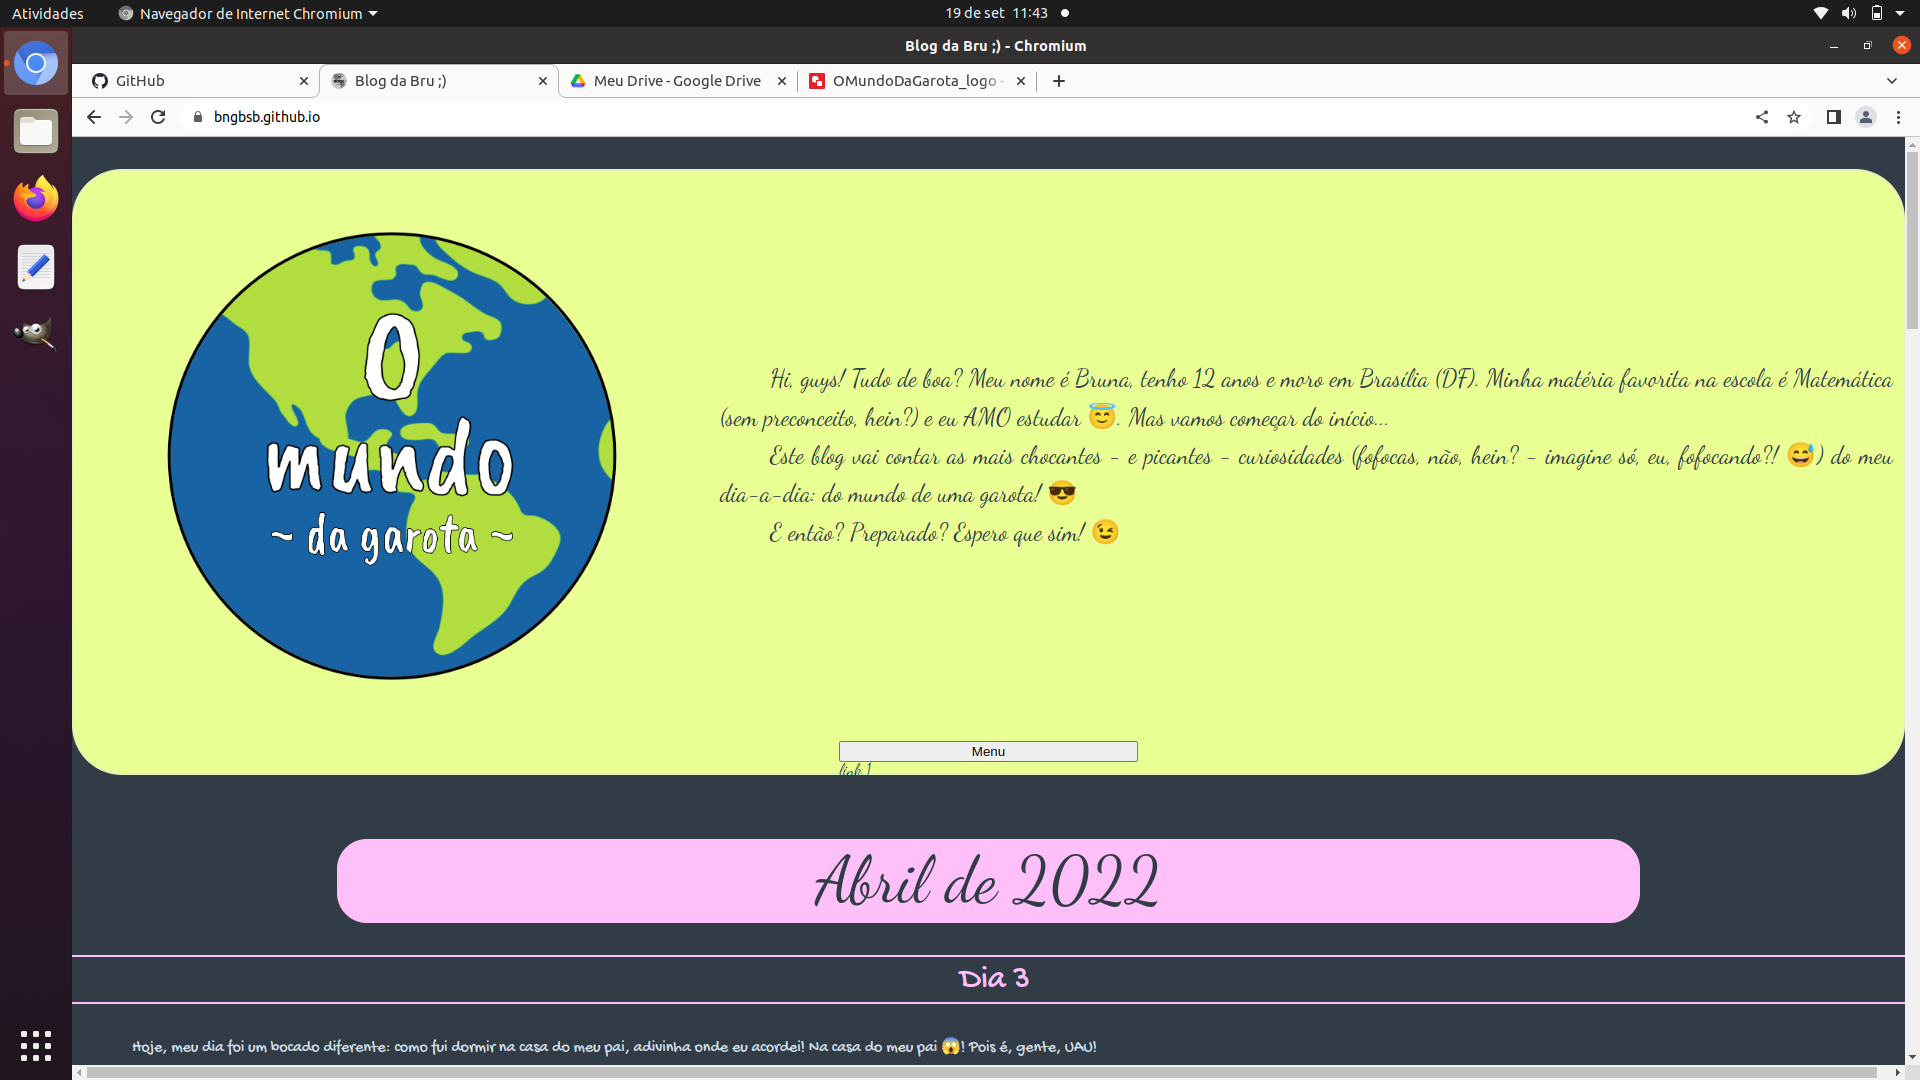 Atividades
Navegador de Internet Chromium
19 de set 11:43
Blog da Bru ;) - Chromium
GitHub
Blog da Bru ;)
Meu Drive - Google Drive
OMundoDaGarota_logo -
bngbsb.github.io
O
mundo
~ da garota ~
Hi, guys! Tudo de boa? Meu nome é Bruna, tenho 12 anos e moro em Brasília (DF). Minha matéria favorita na escola é Matemática
(sem preconceito, hein?) e eu AMO estudar 😇. Mas vamos começar do início...
Este blog vai contar as mais chocantes - e picantes - curiosidades (fofocas, não, hein? - imagine só, eu, fofocando?! 😅) do meu
dia-a-dia: do mundo de uma garota! 😎
E então? Preparado? Espero que sim! 😉
Menu
link 1
Abril de 2022
Dia 3
Hoje, meu dia foi um bocado diferente: como fui dormir na casa do meu pai, adivinha onde eu acordei! Na casa do meu pai 😱! Pois é, gente, UAU!